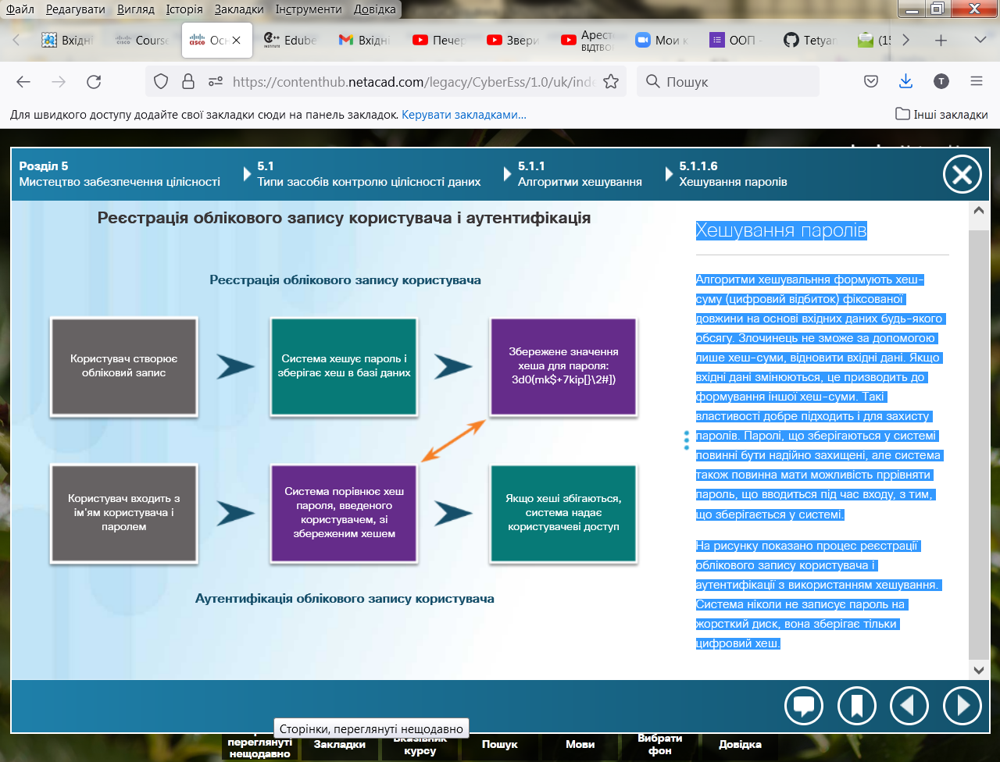 Файл Редагувати Вигляд Історія Закладки Інструменти Довідка
Вхідні Course cisco Осн Edube Вхідні Печер Звери Арест ВІДТВО Мои к ООП - Tetyan (15
https://contenthub.netacad.com/legacy/CyberEss/1.0/uk/inde Пошук T
Для швидкого доступу додайте свої закладки сюди на панель закладок. Керувати закладками… Інші закладки
Розділ 5 5.1 5.1.1 5.1.1.6
Мистецтво забезпечення цілісності Типи засобів контролю цілісності даних Алгоритми хешування Хешування паролів
Реєстрація облікового запису користувача і аутентифікація
Реєстрація облікового запису користувача
Користувач створює
обліковий запис
Система хешує пароль і
зберігає хеш в базі даних
Збережене значення
хеша для пароля:
3d0(mk$+7kip[}\2#])
Користувач входить з
ім'ям користувача і
паролем
Система порівнює хеш
пароля, введеного
користувачем, зі
збереженим хешем
Якщо хеші збігаються,
система надає
користувачеві доступ
Аутентифікація облікового запису користувача
Хешування паролів
Алгоритми хешувальння формують хеш-
суму (цифровий відбиток) фіксованої
довжини на основі вхідних даних будь-якого
обсягу. Злочинець не зможе за допомогою
лише хеш-суми, відновити вхідні дані. Якщо
вхідні дані змінюються, це призводить до
формування іншої хеш-суми. Такі
властивості добре підходить і для захисту
паролів. Паролі, що зберігаються у системі
повинні бути надійно захищені, але система
також повинна мати можливість пррівняти
пароль, що вводиться під час входу, з тим,
що зберігається у системі.
На рисунку показано процес реєстрації
облікового запису користувача і
аутентифікації з використанням хешування.
Система ніколи не записує пароль на
жорсткий диск, вона зберігає тільки
цифровий хеш.
Сторінки, переглянуті нещодавно
переглянуті
нещодавно
Закладки
Вказівник
курсу
Пошук
Мови
Вибрати
фон
Довідка